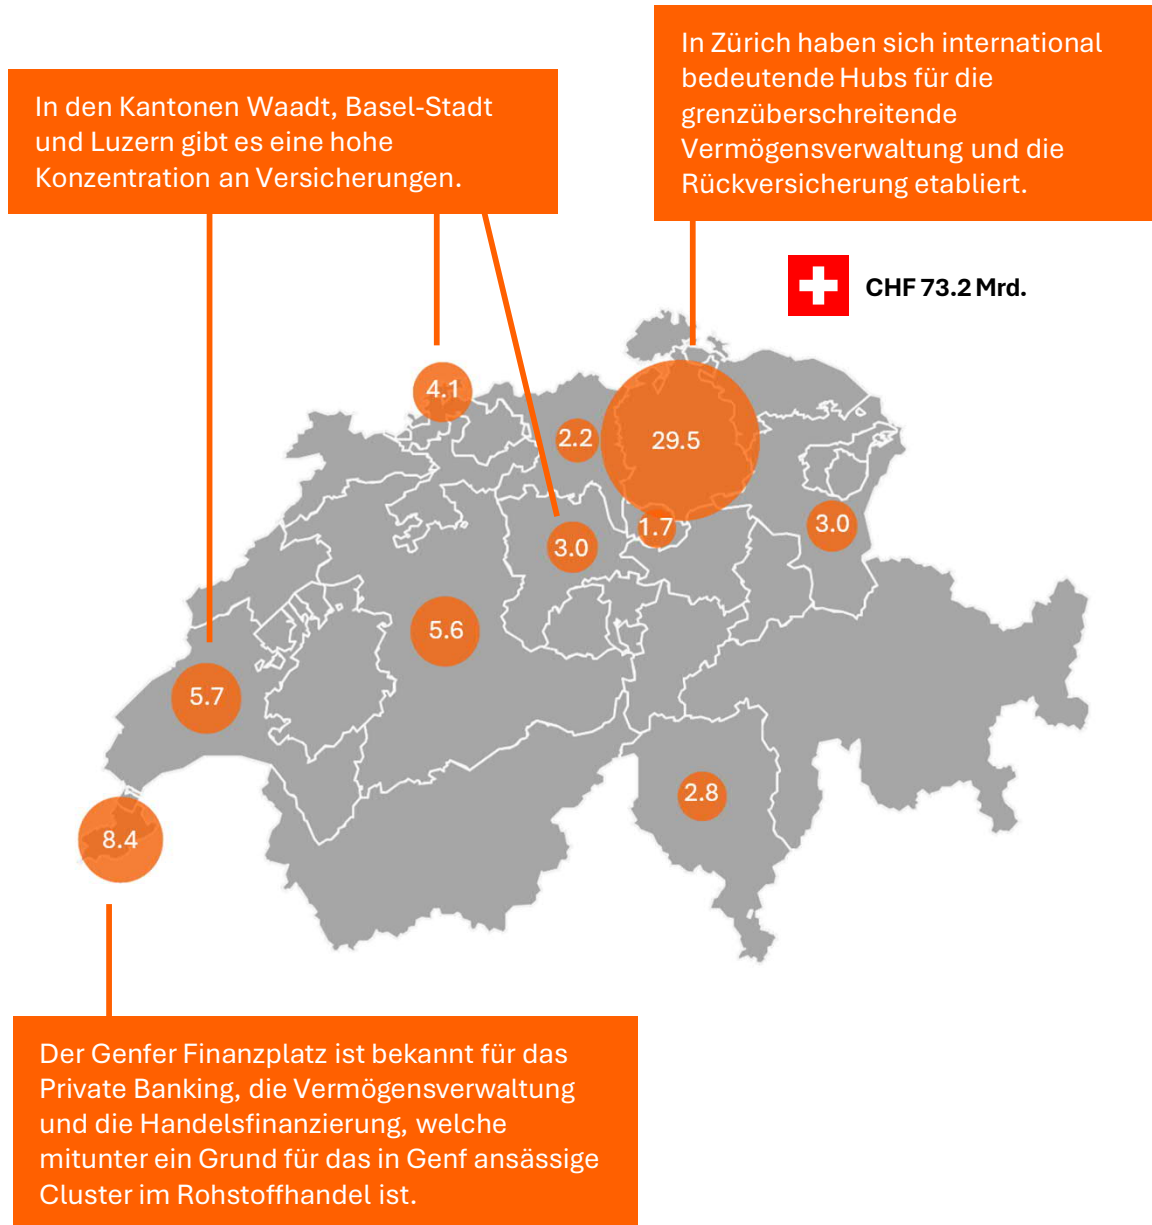 In Zürich haben sich international
bedeutende Hubs für die
grenzüberschreitende
Vermögensverwaltung und die
Rückversicherung etabliert.
In den Kantonen Waadt, Basel-Stadt
und Luzern gibt es eine hohe
Konzentration an Versicherungen.
CHF 73.2 Mrd.
4.1
2.2
29.5
1.7
3.0
3.0
5.6
5.7
2.8
8.4
Der Genfer Finanzplatz ist bekannt für das
Private Banking, die Vermögensverwaltung
und die Handelsfinanzierung, welche
mitunter ein Grund für das in Genf ansässige
Cluster im Rohstoffhandel ist.